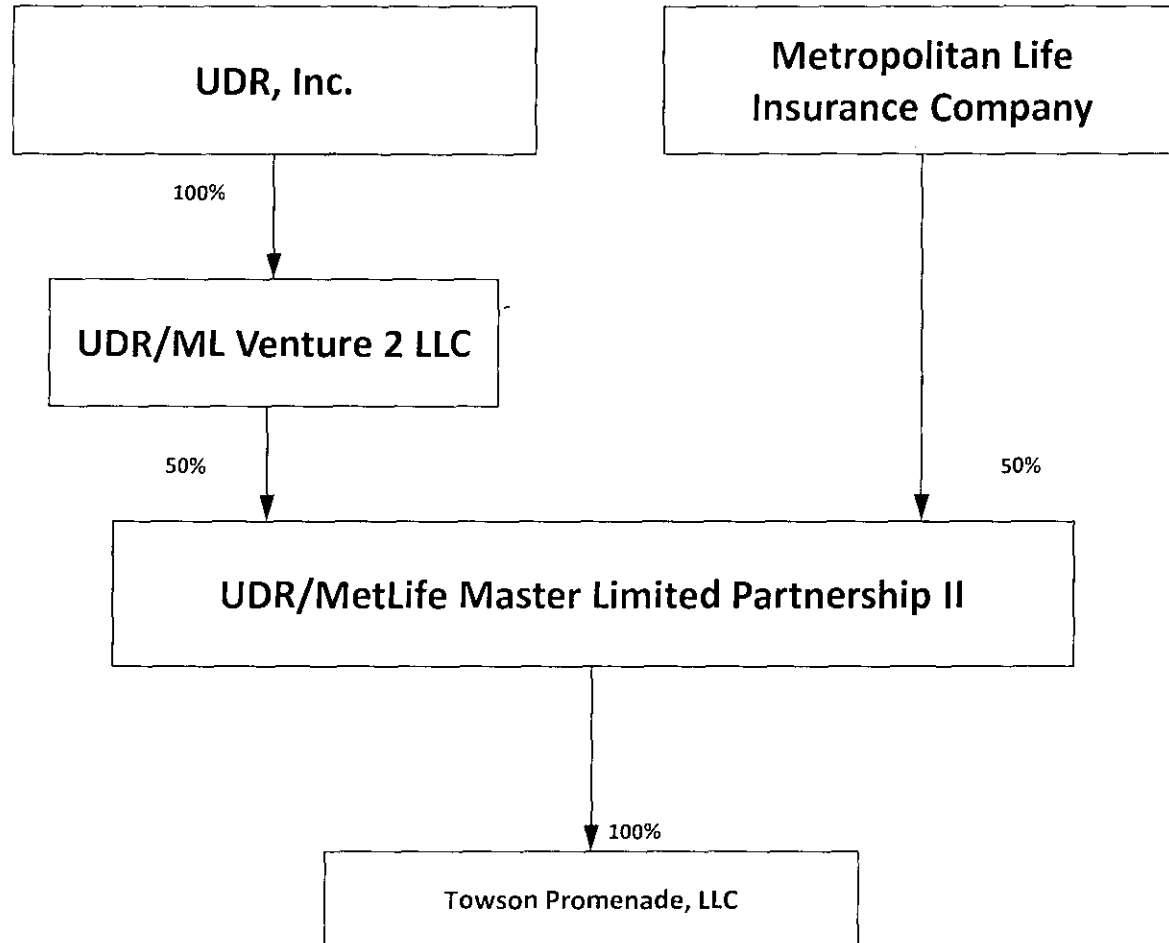 UDR, Inc.
Metropolitan Life
Insurance Company
100%
UDR/ML Venture 2 LLC
50%
50%
UDR/MetLife Master Limited Partnership II
100%
Towson Promenade, LLC